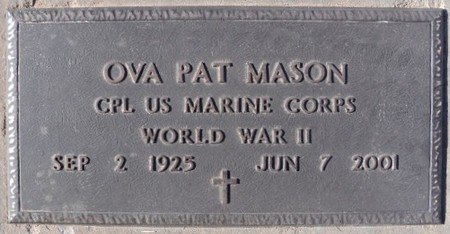 OVA PAT MASON
CPL US MARINE CORPS
WORLD WAR II
SEP 2 1925 JUN 7 2001